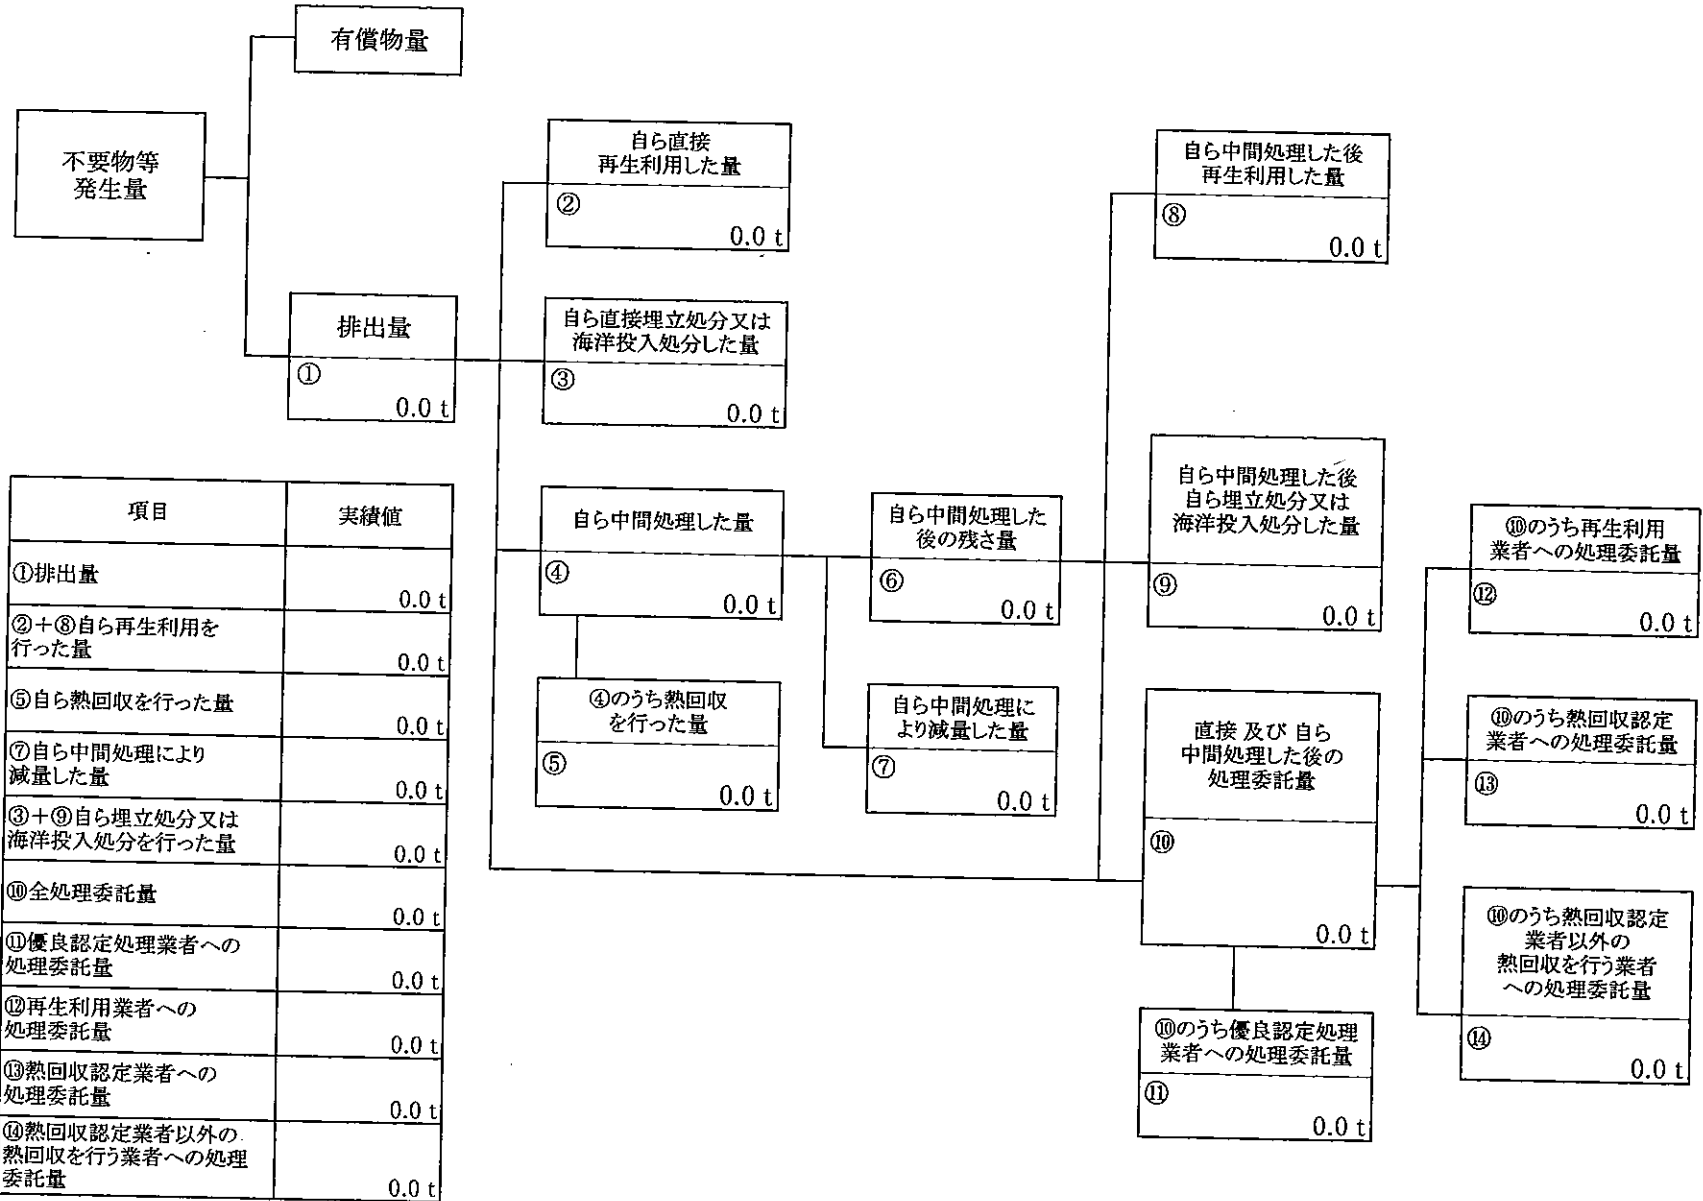 有償物量
不要物等
発生量
排出量
①
0.0 t
自ら直接
再生利用した量
②
0.0 t
自ら直接埋立処分又は
海洋投入処分した量
③
0.0 t
自ら中間処理した量
④
0.0 t
④のうち熱回収
を行った量
⑤
0.0 t
自ら中間処理した
後の残さ量
⑥
0.0 t
自ら中間処理に
より減量した量
⑦
0.0 t
自ら中間処理した後
再生利用した量
⑧
0.0 t
自ら中間処理した後
自ら埋立処分又は
海洋投入処分した量
⑨
0.0 t
直接 及び 自ら
中間処理した後の
処理委託量
⑩
0.0 t
⑩のうち優良認定処理
業者への処理委託量
⑪
0.0 t
⑩のうち再生利用
業者への処理委託量
⑫
0.0 t
⑩のうち熱回収認定
業者への処理委託量
⑬
0.0 t
⑩のうち熱回収認定
業者以外の
熱回収を行う業者
への処理委託量
⑭
0.0 t
項目 実績値
①排出量
0.0 t
②+⑧自ら再生利用を
行った量
0.0 t
⑤自ら熱回収を行った量
0.0 t
⑦自ら中間処理により
減量した量
0.0 t
③+⑨自ら埋立処分又は
海洋投入処分を行った量
0.0 t
⑩全処理委託量
0.0 t
⑪優良認定処理業者への
処理委託量
0.0 t
⑫再生利用業者への
処理委託量
0.0 t
⑬熱回収認定業者への
処理委託量
0.0 t
⑭熱回収認定業者以外の
熱回収を行う業者への処理
委託量
0.0 t